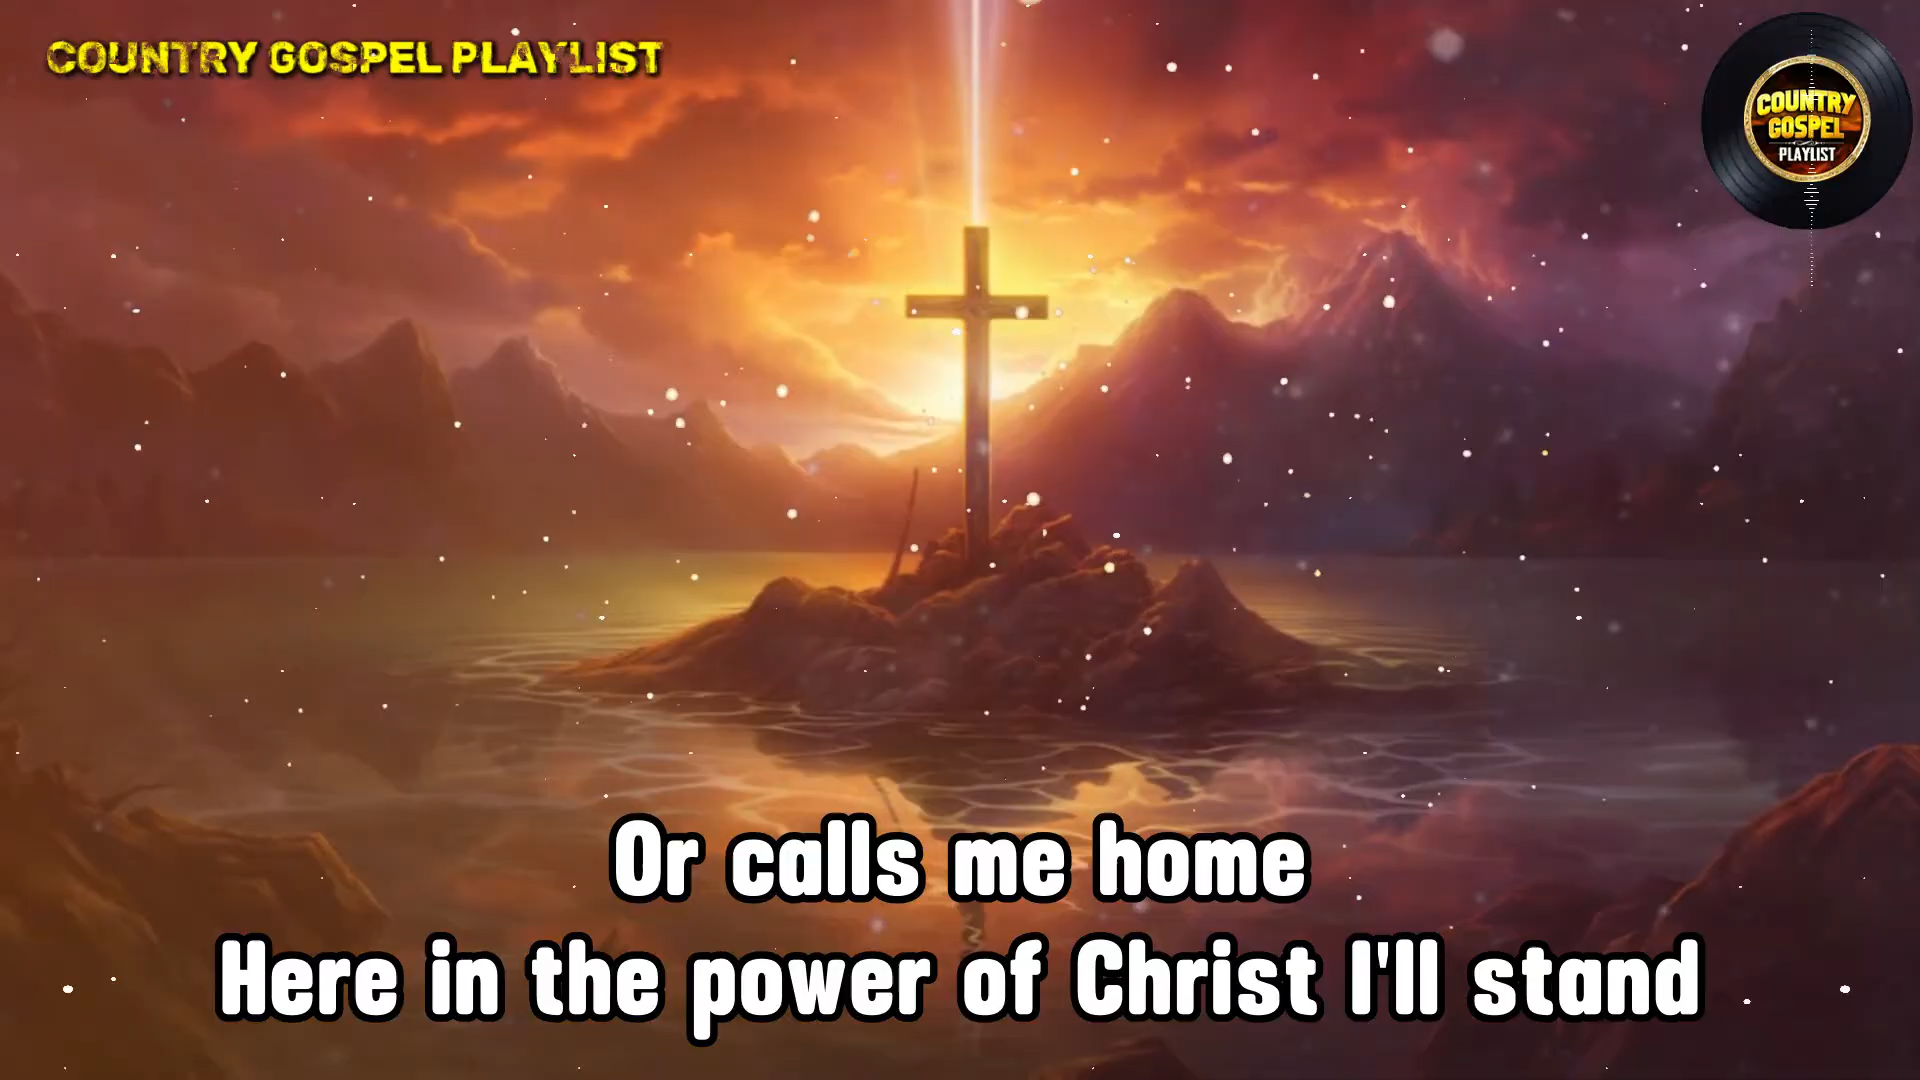 COUNTRY GOSPEL PLAYLIST
COUNTRY
GOSPEL
PLAYLIST
Or calls me home
Here in the power of Christ I'll stand